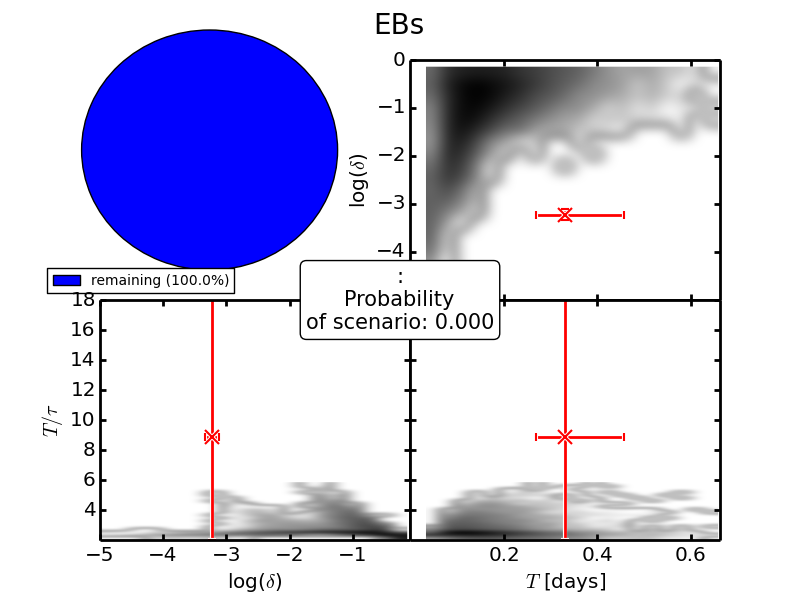 EBs
remaining (100.0%)
0
−1
−2
−3
−4
log(δ)
:
Probability
of scenario: 0.000
18
16
14
12
10
8
6
4
T/τ
−5 −4 −3 −2 −1
log(δ)
0.2 0.4 0.6
T [days]